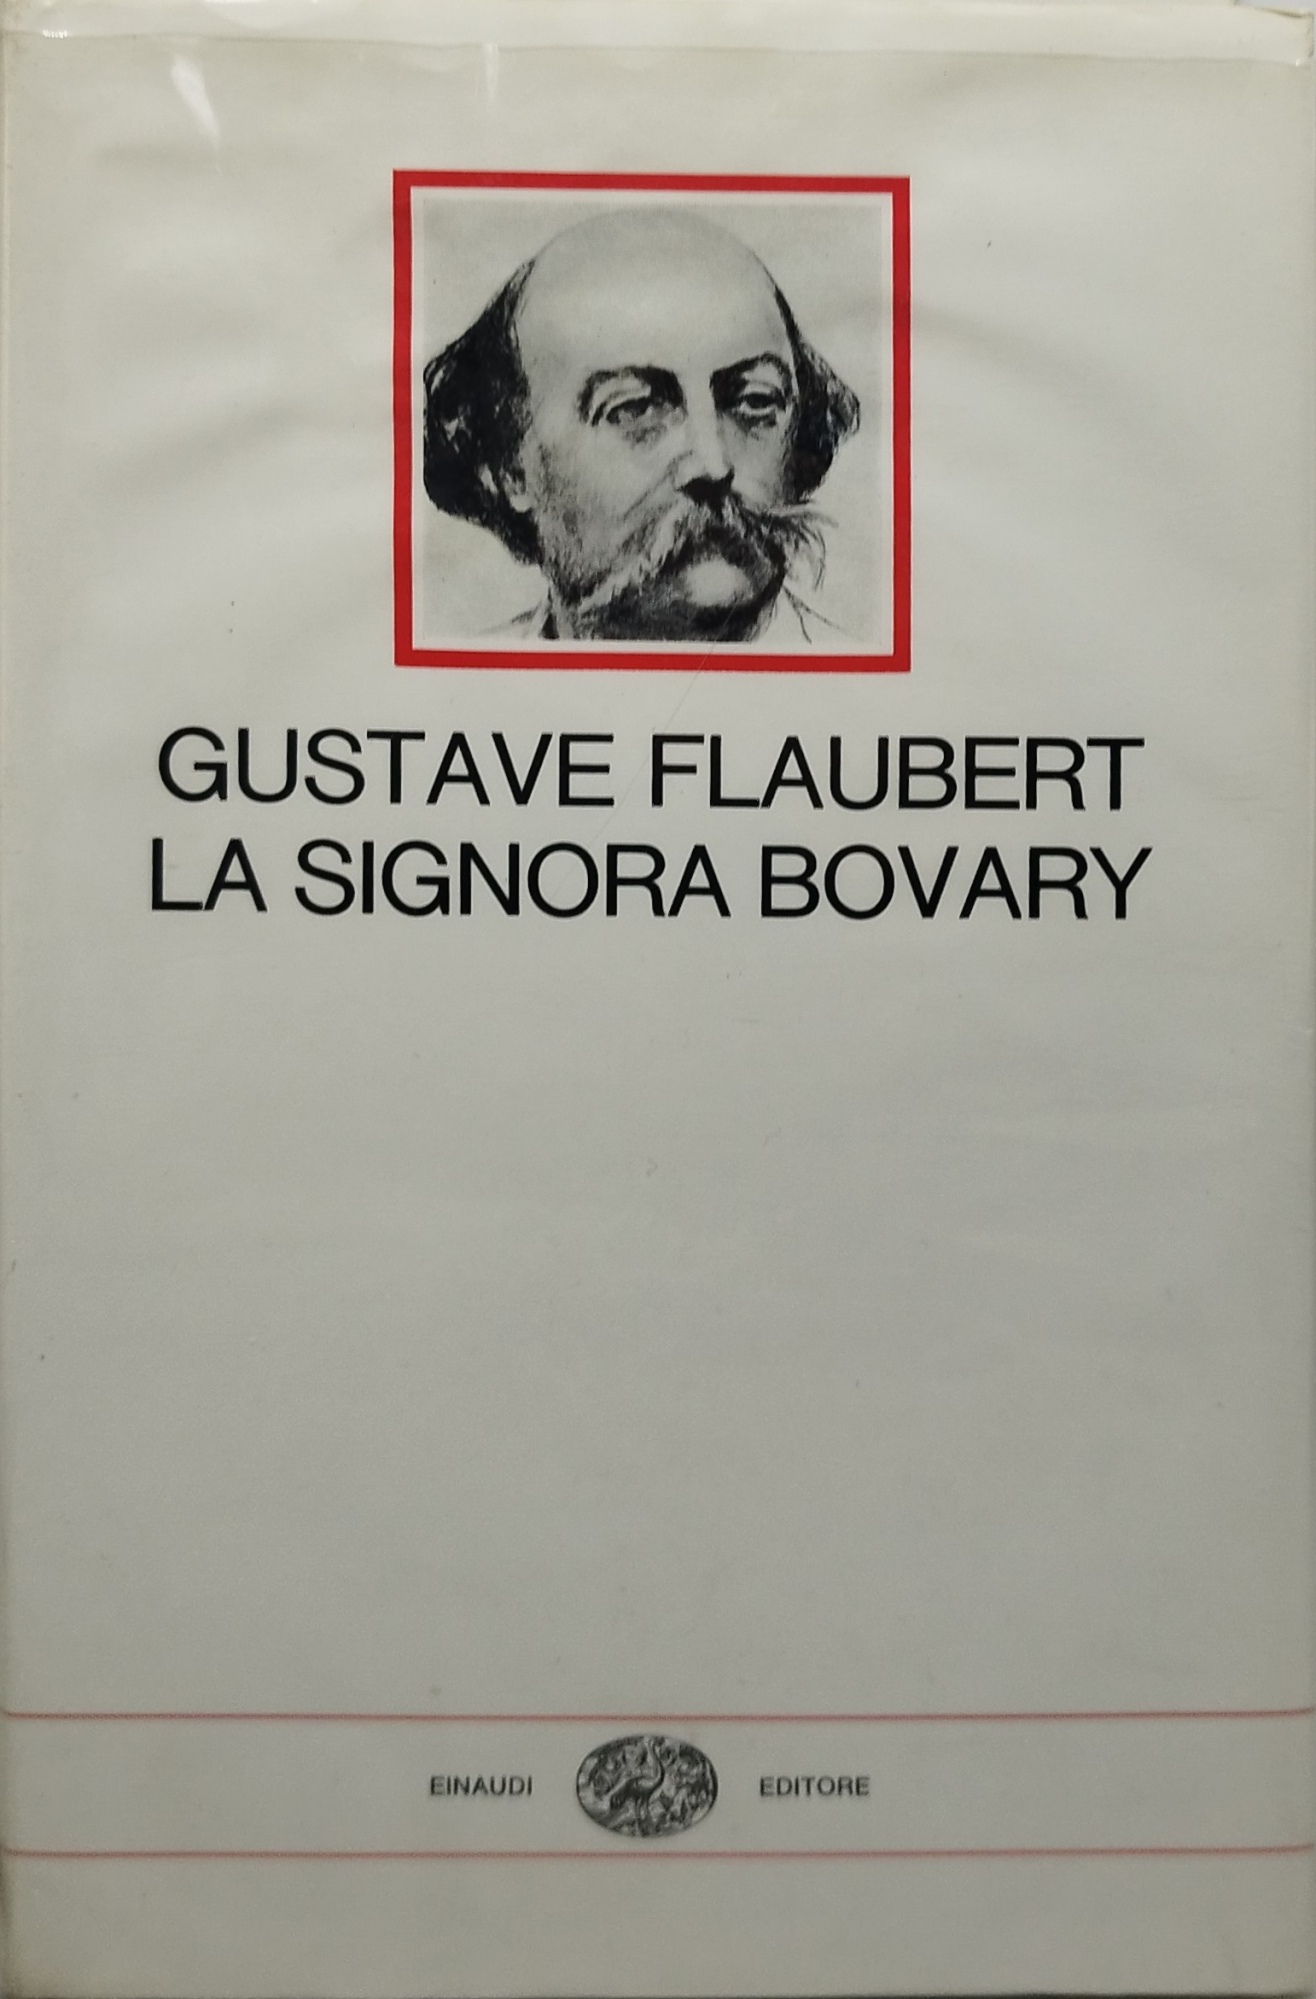 GUSTAVE FLAUBERT
LA SIGNORA BOVARY
EINAUDI EDITORE